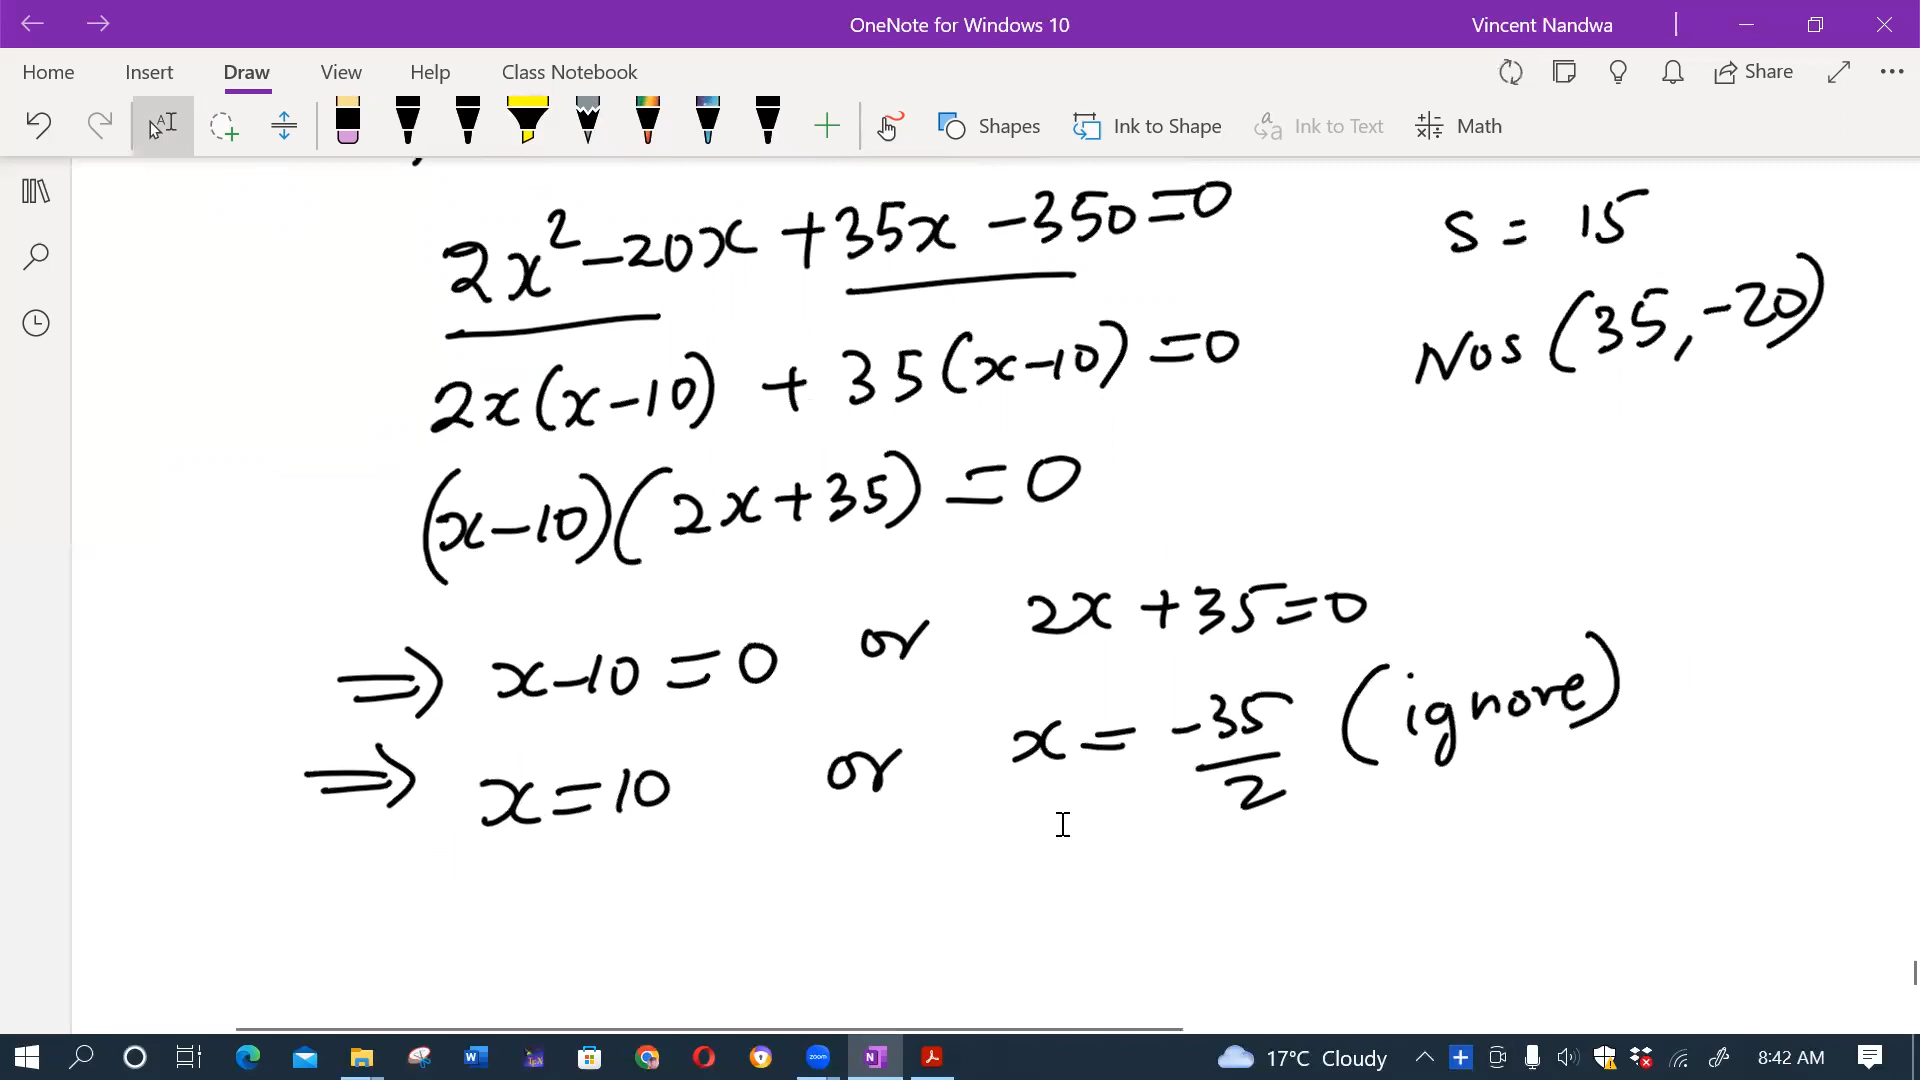 OneNote for Windows 10
Vincent Nandwa
Home Insert Draw View Help Class Notebook
Share
Shapes Ink to Shape Ink to Text Math
2x²-20x +35x -350=0
S = 15
Nos (35, -20)
2x(x-10) + 35(x-10) =0
(x-10)(2x+35) = 0
⇒ x-10 = 0 or 2x +35=0
⇒ x=10 or x = -35/2 (ignore)
17°C Cloudy
8:42 AM